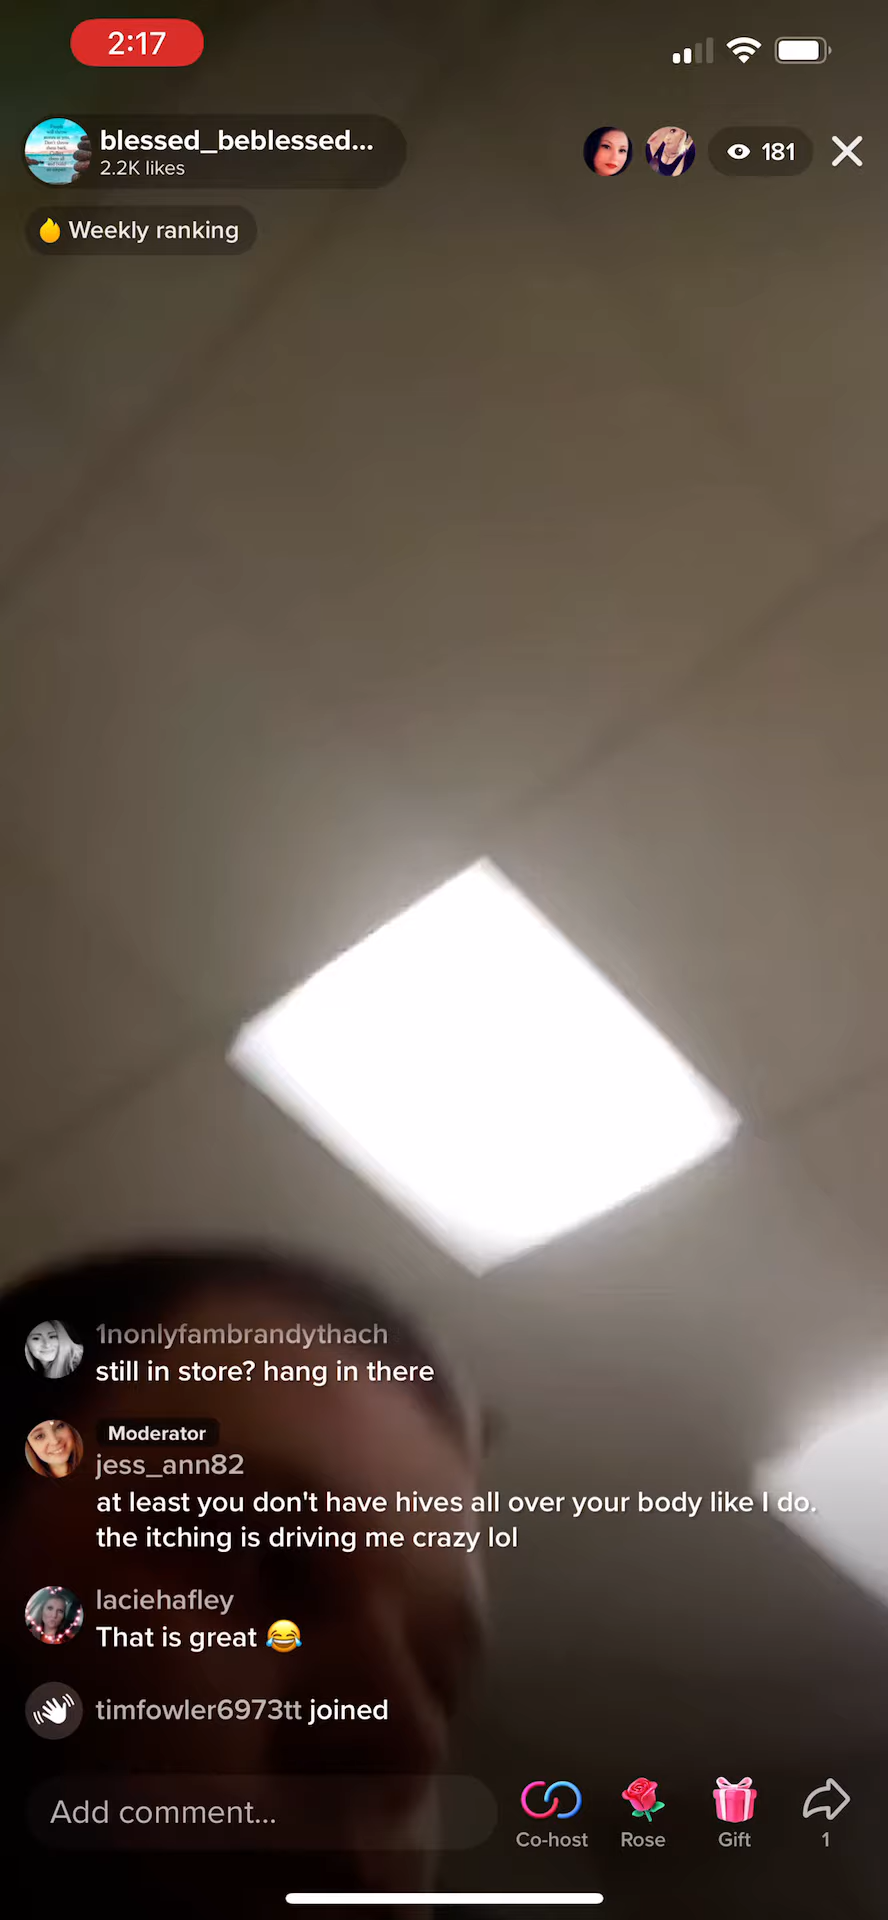 2:17
blessed_beblessed...
2.2K likes
181
Weekly ranking
1nonlyfambrandythach
still in store? hang in there
Moderator
jess_ann82
at least you don't have hives all over your body like I do.
the itching is driving me crazy lol
laciehafley
That is great 😂
timfowler6973tt joined
Add comment...
Co-host
Rose
Gift
1